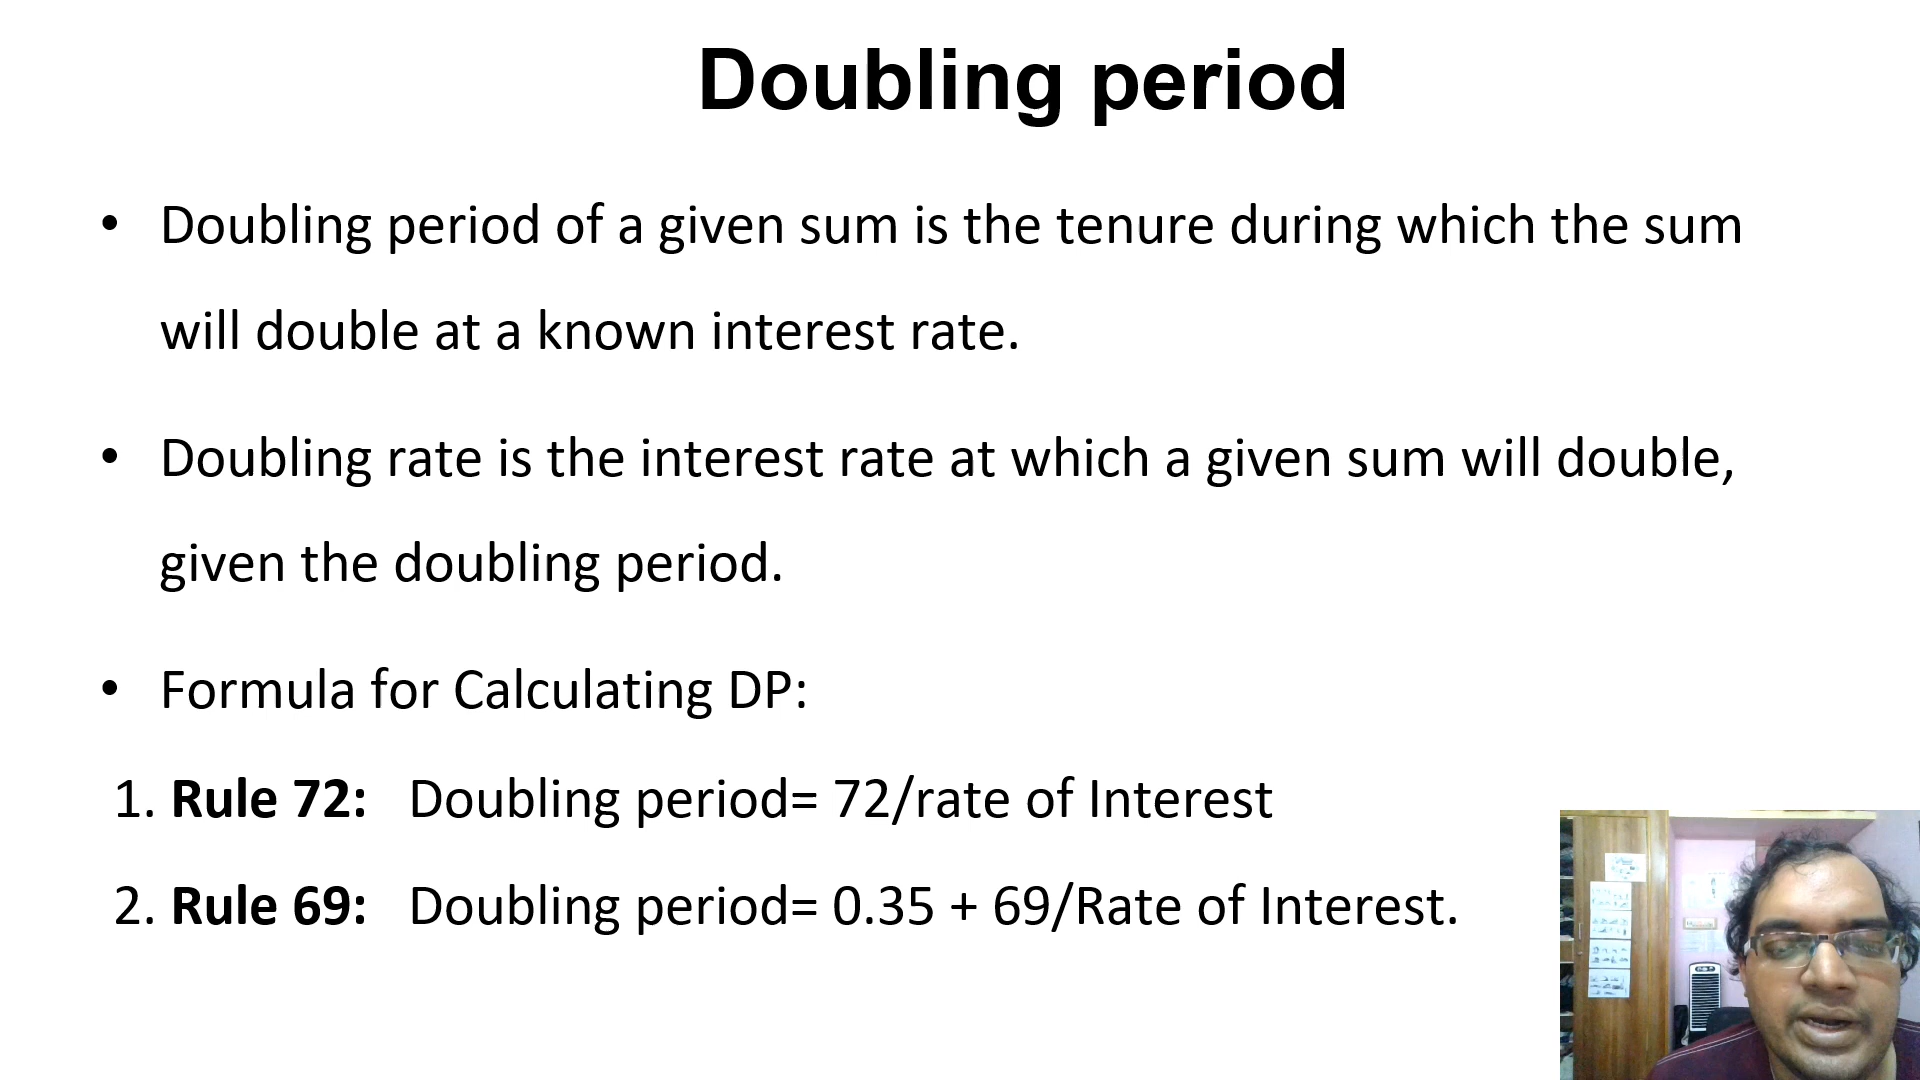 Doubling period
• Doubling period of a given sum is the tenure during which the sum
will double at a known interest rate.
• Doubling rate is the interest rate at which a given sum will double,
given the doubling period.
• Formula for Calculating DP:
1. Rule 72: Doubling period= 72/rate of Interest
2. Rule 69: Doubling period= 0.35 + 69/Rate of Interest.